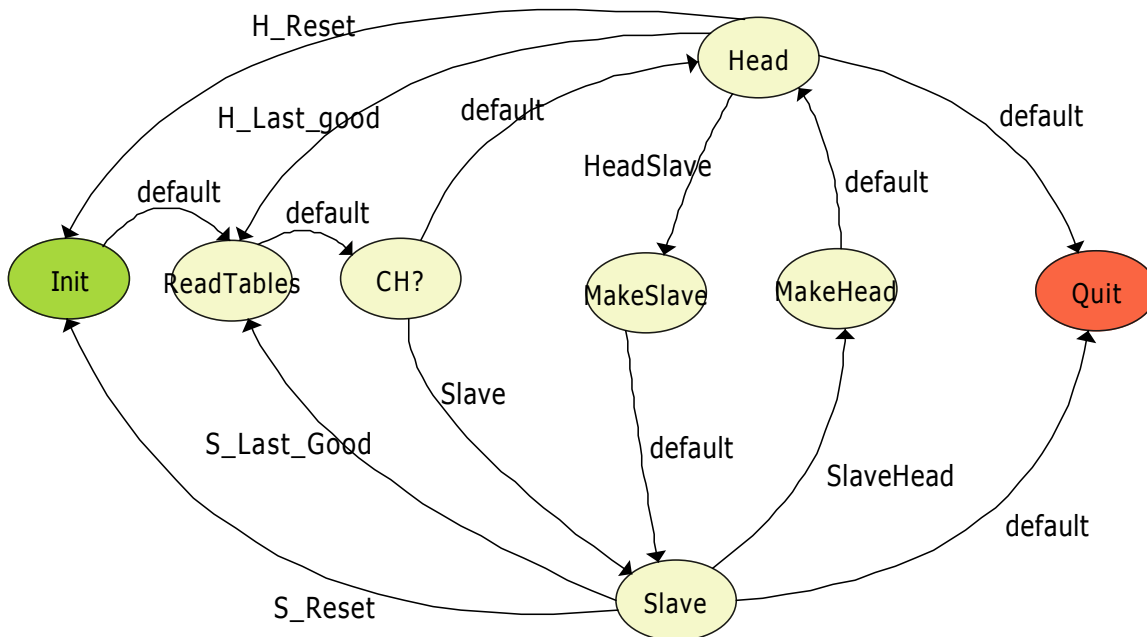 H_Reset
Head
H_Last_good
default
default
HeadSlave
default
default
default
Init
ReadTables
CH?
MakeSlave
MakeHead
Quit
Slave
S_Last_Good
default
SlaveHead
default
S_Reset
Slave